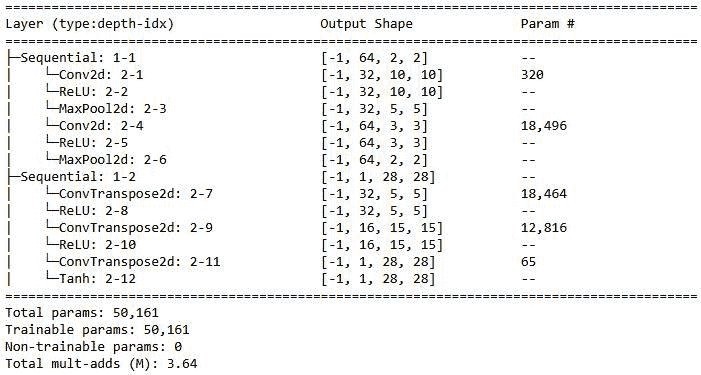 ==========================================================================================
Layer (type:depth-idx)                   Output Shape              Param #
==========================================================================================
├─Sequential: 1-1                        [-1, 64, 2, 2]            --
|    └─Conv2d: 2-1                       [-1, 32, 10, 10]          320
|    └─ReLU: 2-2                         [-1, 32, 10, 10]          --
|    └─MaxPool2d: 2-3                    [-1, 32, 5, 5]            --
|    └─Conv2d: 2-4                       [-1, 64, 3, 3]            18,496
|    └─ReLU: 2-5                         [-1, 64, 3, 3]            --
|    └─MaxPool2d: 2-6                    [-1, 64, 2, 2]            --
├─Sequential: 1-2                        [-1, 1, 28, 28]           --
|    └─ConvTranspose2d: 2-7              [-1, 32, 5, 5]            18,464
|    └─ReLU: 2-8                         [-1, 32, 5, 5]            --
|    └─ConvTranspose2d: 2-9              [-1, 16, 15, 15]          12,816
|    └─ReLU: 2-10                        [-1, 16, 15, 15]          --
|    └─ConvTranspose2d: 2-11             [-1, 1, 28, 28]           65
|    └─Tanh: 2-12                        [-1, 1, 28, 28]           --
==========================================================================================
Total params: 50,161
Trainable params: 50,161
Non-trainable params: 0
Total mult-adds (M): 3.64